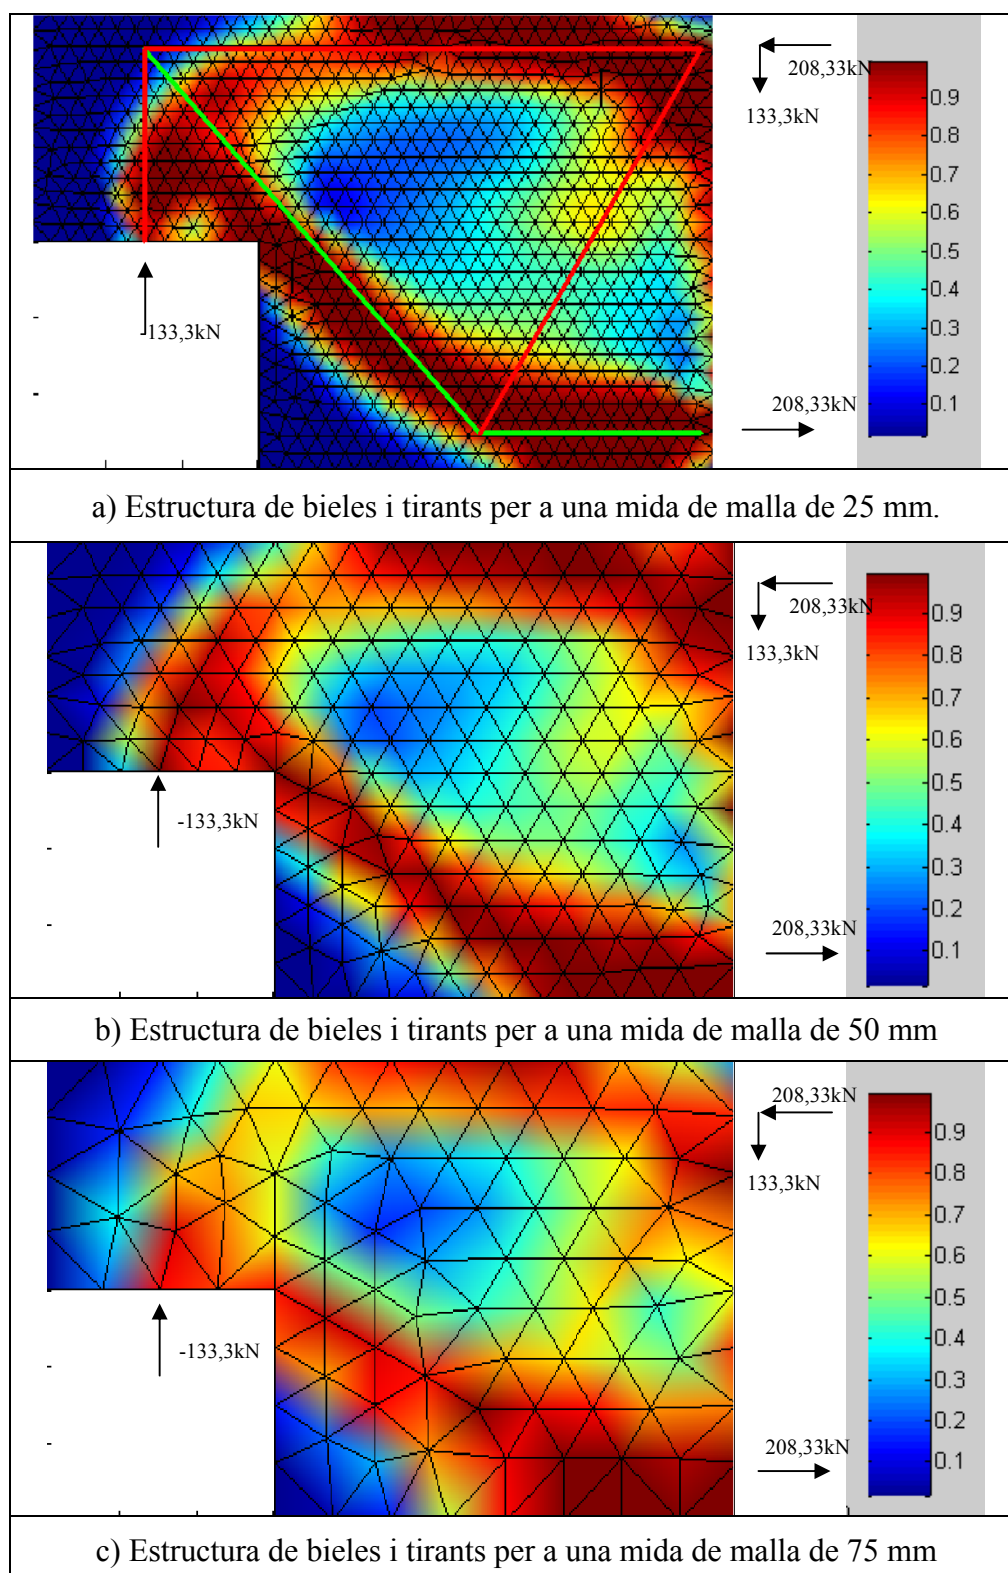 208,33kN
133,3kN
-133,3kN
208,33kN
0.9
0.8
0.7
0.6
0.5
0.4
0.3
0.2
0.1
a) Estructura de bieles i tirants per a una mida de malla de 25 mm.
208,33kN
133,3kN
-133,3kN
208,33kN
0.9
0.8
0.7
0.6
0.5
0.4
0.3
0.2
0.1
b) Estructura de bieles i tirants per a una mida de malla de 50 mm
208,33kN
133,3kN
-133,3kN
208,33kN
0.9
0.8
0.7
0.6
0.5
0.4
0.3
0.2
0.1
c) Estructura de bieles i tirants per a una mida de malla de 75 mm